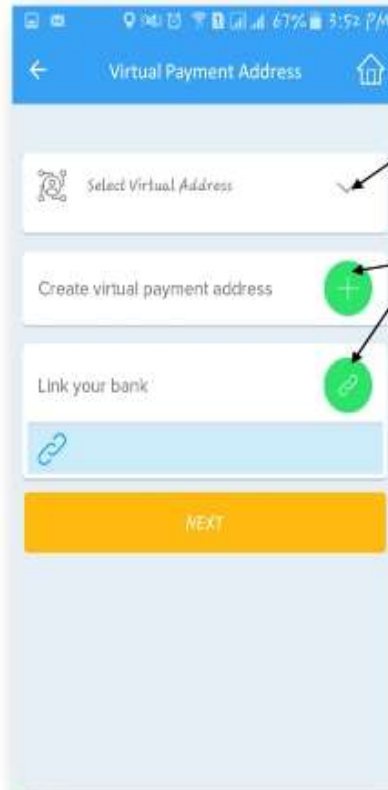 67% 3:52 PM
Virtual Payment Address
Select Virtual Address
Create virtual payment address
Link your bank
NEXT